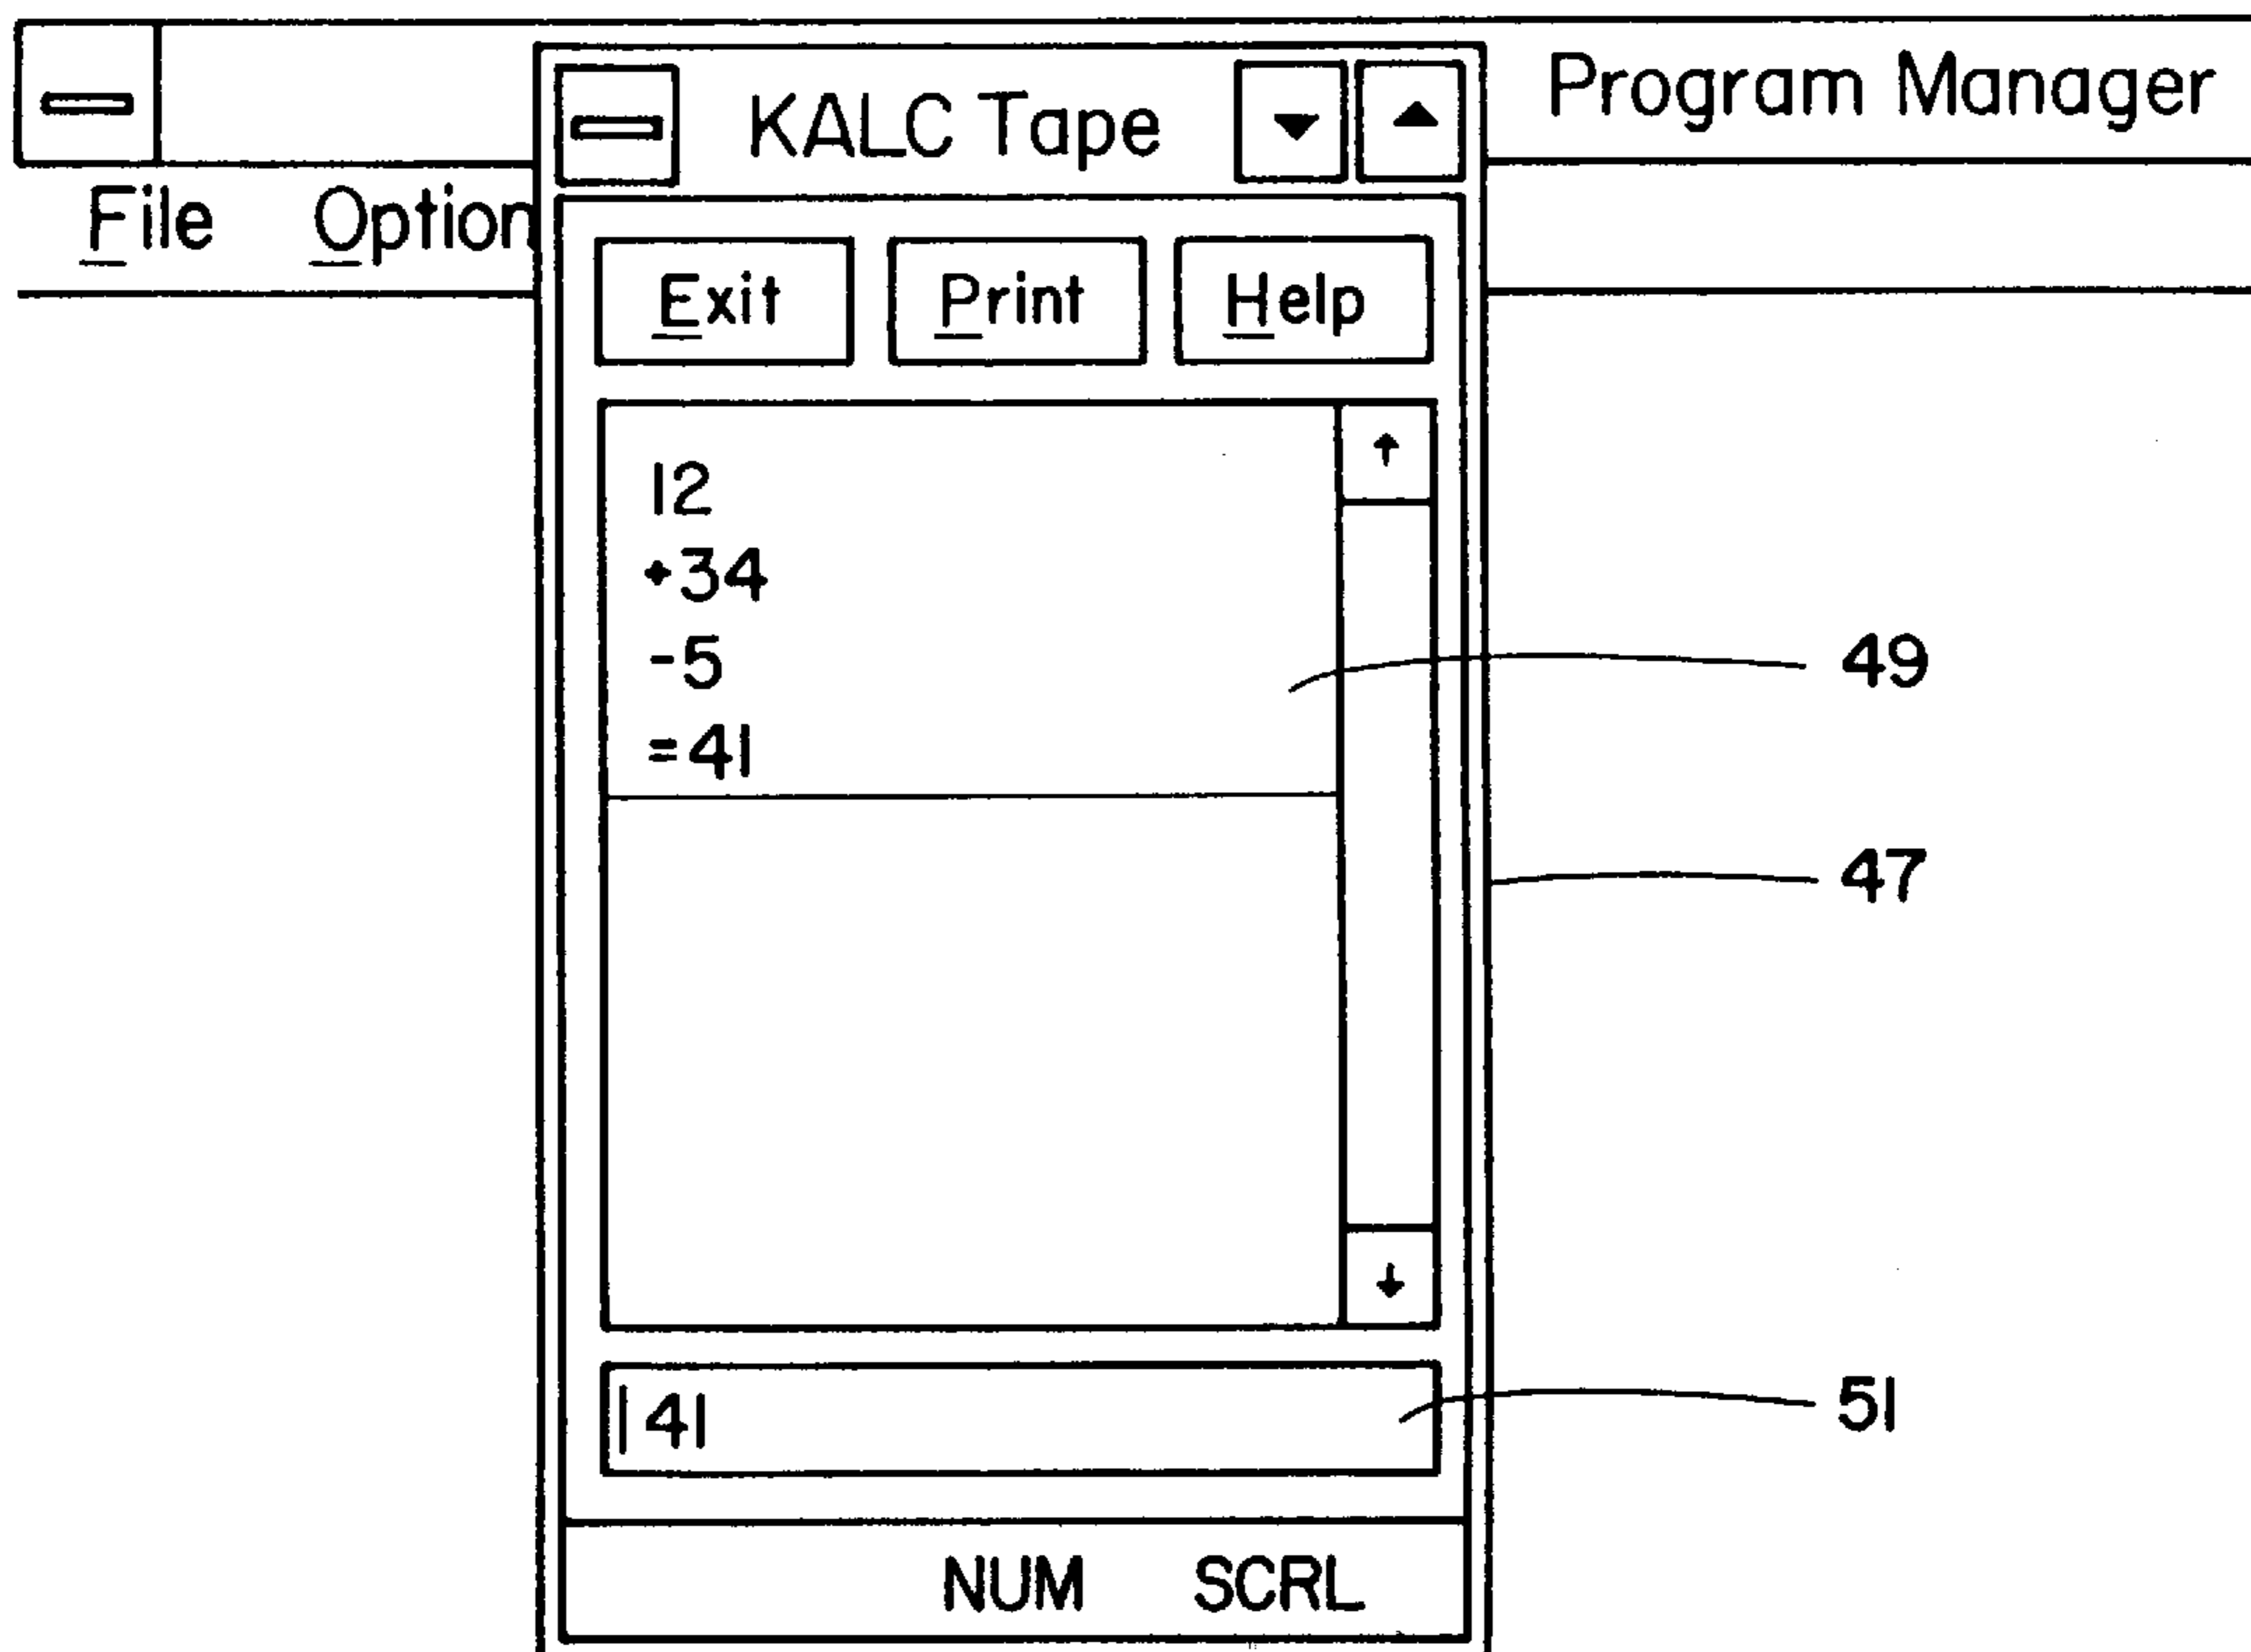 Program Manager
KALC Tape
File Option
Exit Print Help
12
+34
-5
=41
49
47
41
51
NUM SCRL